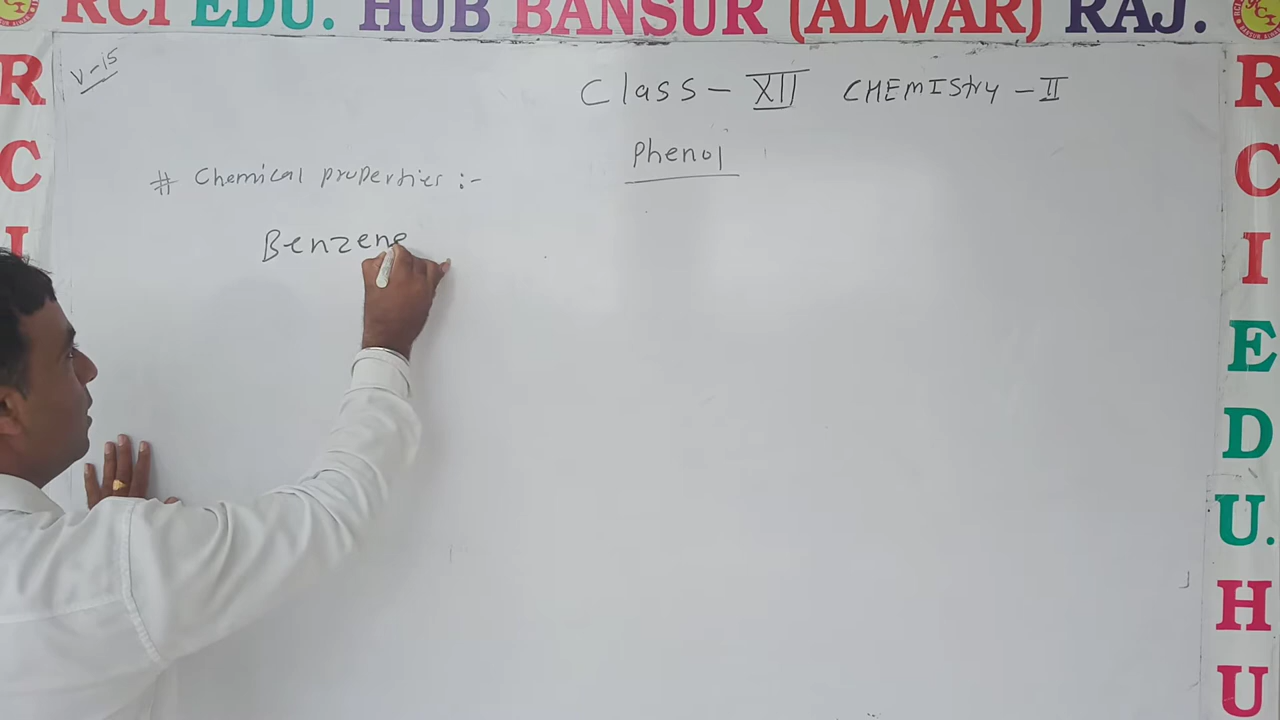 RCI EDU. HUB BANSUR (ALWAR) RAJ.
V-15
Class - XII CHEMIStry - II
Phenol
# Chemical properties :-
Benzene
R
C
I
R
C
I
E
D
U.
H
U